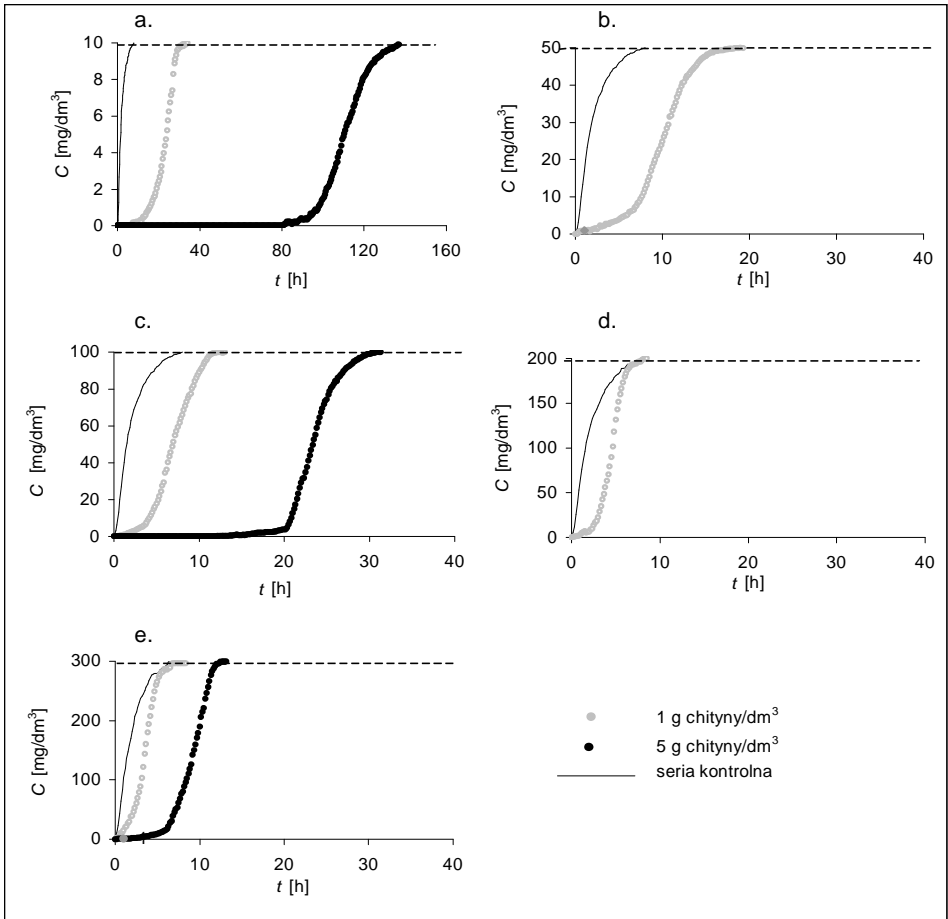 a.
10
8
6
4
2
0
C [mg/dm³]
0 40 80 120 160
t [h]
b.
50
40
30
20
10
0
C [mg/dm³]
0 10 20 30 40
t [h]
c.
100
80
60
40
20
0
C [mg/dm³]
0 10 20 30 40
t [h]
d.
200
150
100
50
0
C [mg/dm³]
0 10 20 30 40
t [h]
e.
300
200
100
0
C [mg/dm³]
0 10 20 30 40
t [h]
1 g chityny/dm³
5 g chityny/dm³
seria kontrolna